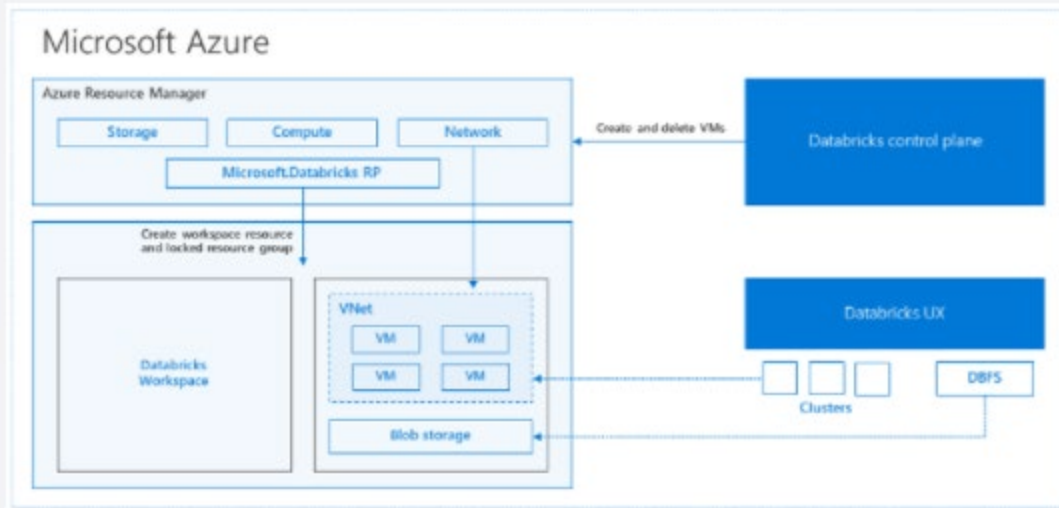 Microsoft Azure
Azure Resource Manager
Storage
Compute
Network
Microsoft.Databricks RP
Create and delete VMs
Databricks control plane
Create workspace resource
and locked resource group
Databricks
Workspace
VNet
VM
VM
VM
VM
Blob storage
Databricks UX
Clusters
DBFS